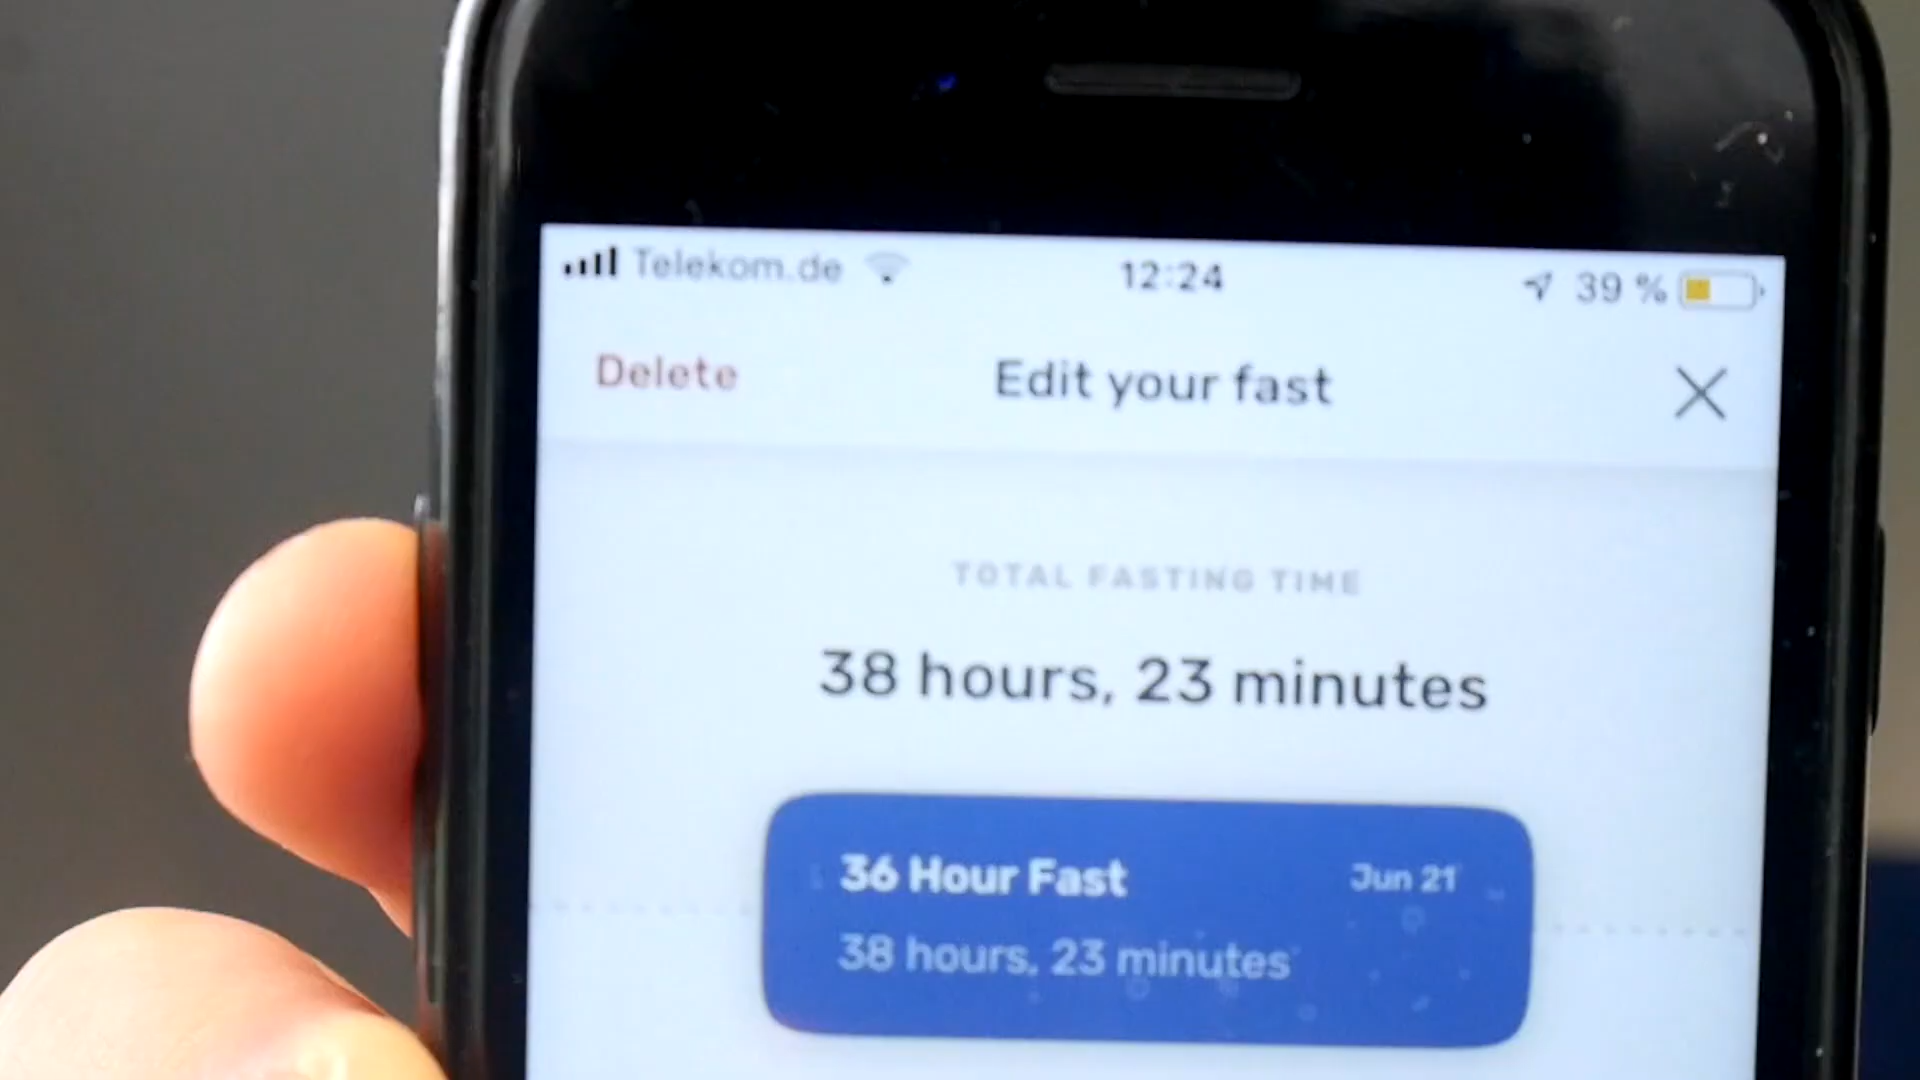 Telekom.de 12:24 39 %
Delete Edit your fast
TOTAL FASTING TIME
38 hours, 23 minutes
36 Hour Fast Jun 21
38 hours, 23 minutes